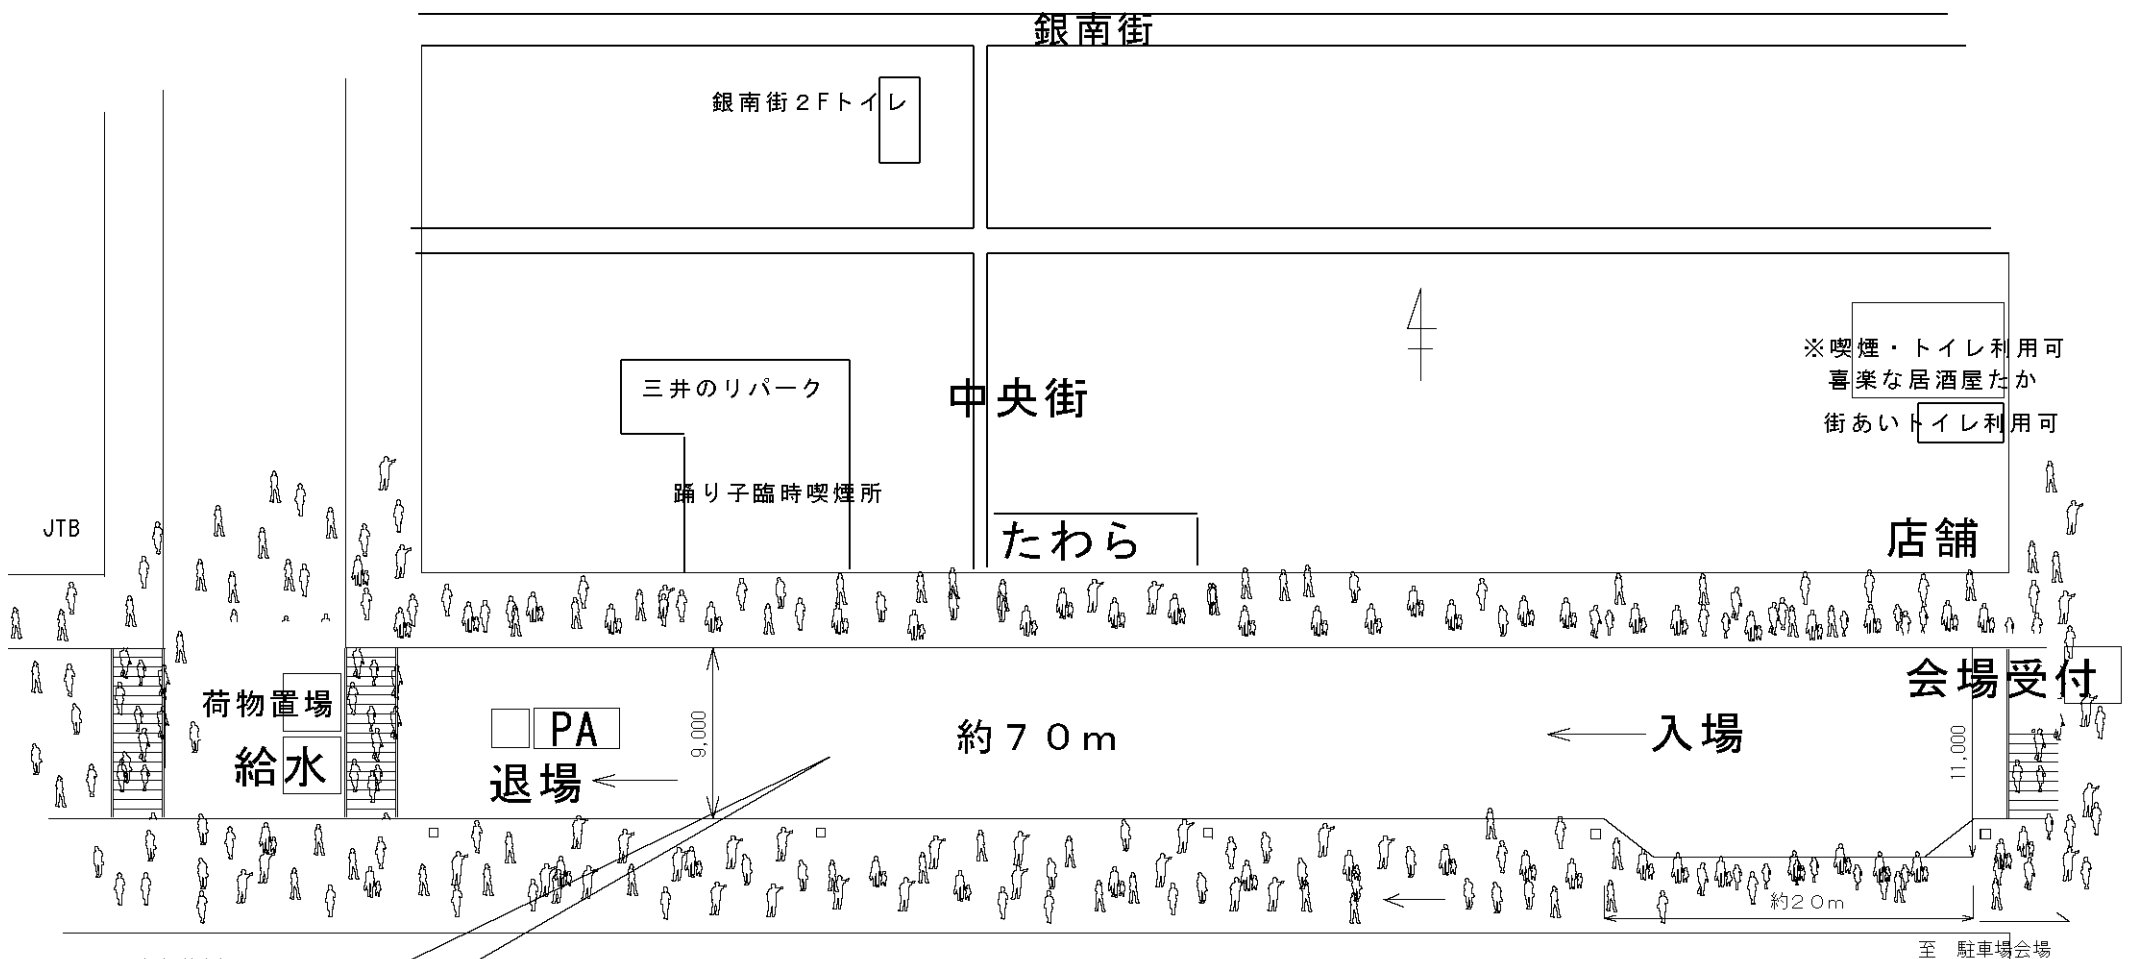 銀南街
銀南街２Fトイレ
※喫煙・トイレ利用可
喜楽な居酒屋たか
街あいトイレ利用可
三井のリパーク
中央街
踊り子臨時喫煙所
JTB
たわら
店舗
会場受付
荷物置場
給水
PA
退場
9,000
約７０ｍ
入場
11,000
約２０ｍ
至　駐車場会場